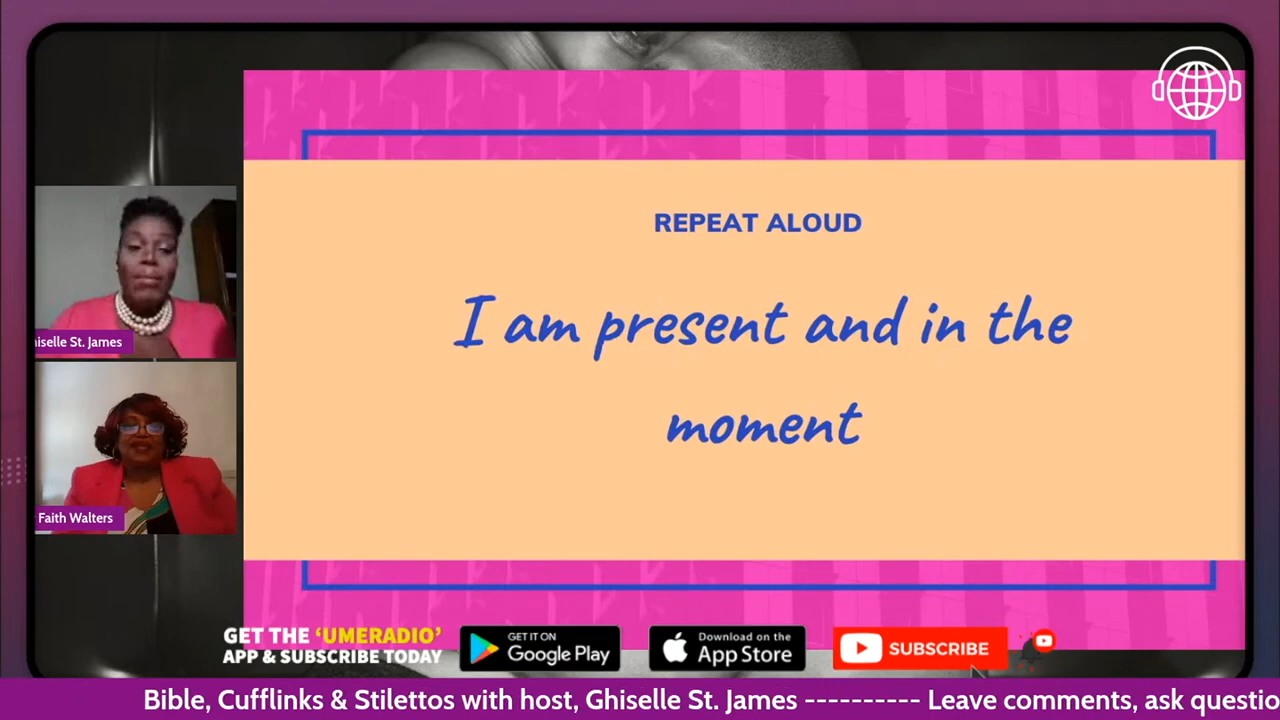 REPEAT ALOUD
I am present and in the
moment
hiselle St. James
Faith Walters
GET THE ‘UMERADIO’
APP & SUBSCRIBE TODAY
GET IT ON
Google Play
Download on the
App Store
SUBSCRIBE
Bible, Cufflinks & Stilettos with host, Ghiselle St. James ---------- Leave comments, ask questio